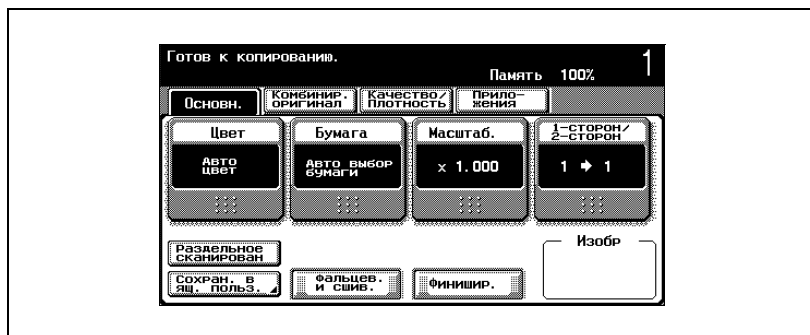 Готов к копированию.
Память 100% 1
Основн. Комбинир. оригинал Качество/ плотность Прило- жения
Цвет Бумага Масштаб. 1-сторон/ 2-сторон
Авто цвет Авто выбор бумаги x 1.000 1 → 1
Изобр
Раздельное сканирован
Сохран. в ящ. польз. Фальцев. и сшив. Финишир.